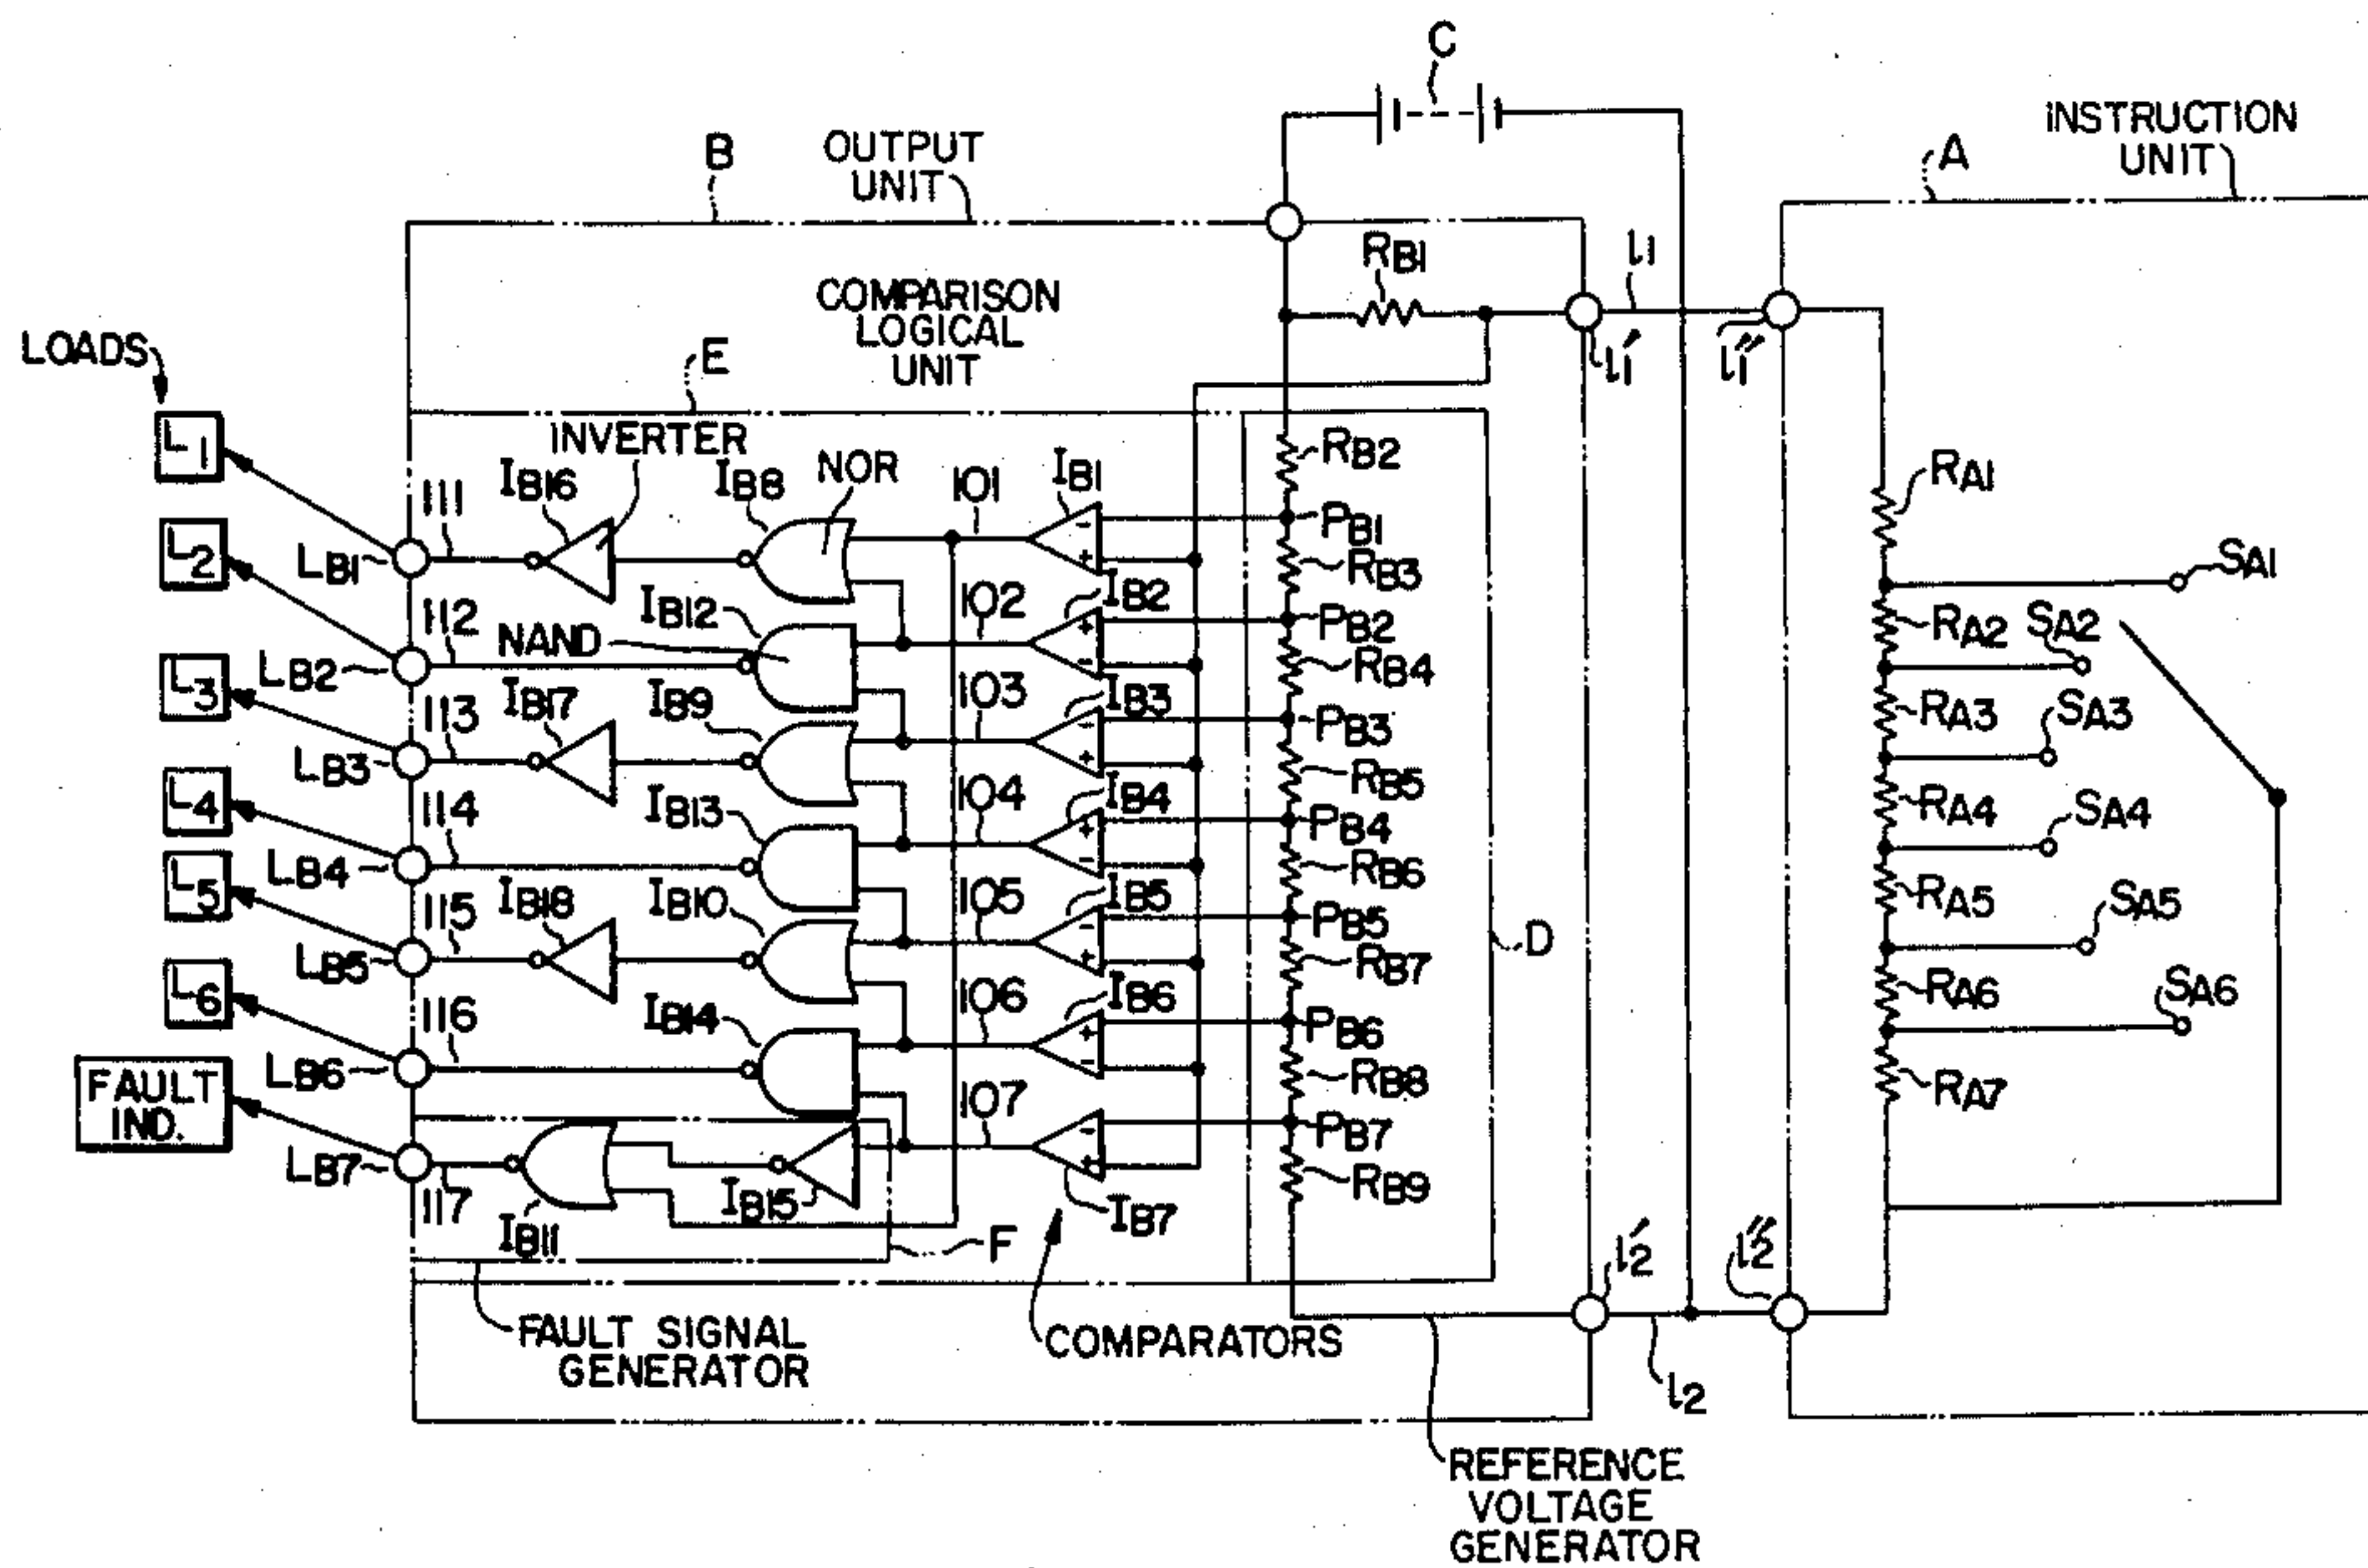 C
INSTRUCTION
UNIT
A
B
OUTPUT
UNIT
RB1
l1
l1'
l1"
COMPARISON
LOGICAL
UNIT
E
LOADS
INVERTER
NOR
NAND
L1
L2
L3
L4
L5
L6
FAULT
IND.
LB1
LB2
LB3
LB4
LB5
LB6
LB7
111
112
113
114
115
116
117
IB16
IB8
IB12
IB17
IB9
IB13
IB18
IB10
IB14
IB15
IB11
101
102
103
104
105
106
107
IB1
IB2
IB3
IB4
IB5
IB6
IB7
RB2
PB1
RB3
PB2
RB4
PB3
RB5
PB4
RB6
PB5
RB7
PB6
RB8
PB7
RB9
D
F
RA1
SA1
RA2
SA2
RA3
SA3
RA4
SA4
RA5
SA5
RA6
SA6
RA7
l2'
l2"
l2
FAULT SIGNAL
GENERATOR
COMPARATORS
REFERENCE
VOLTAGE
GENERATOR